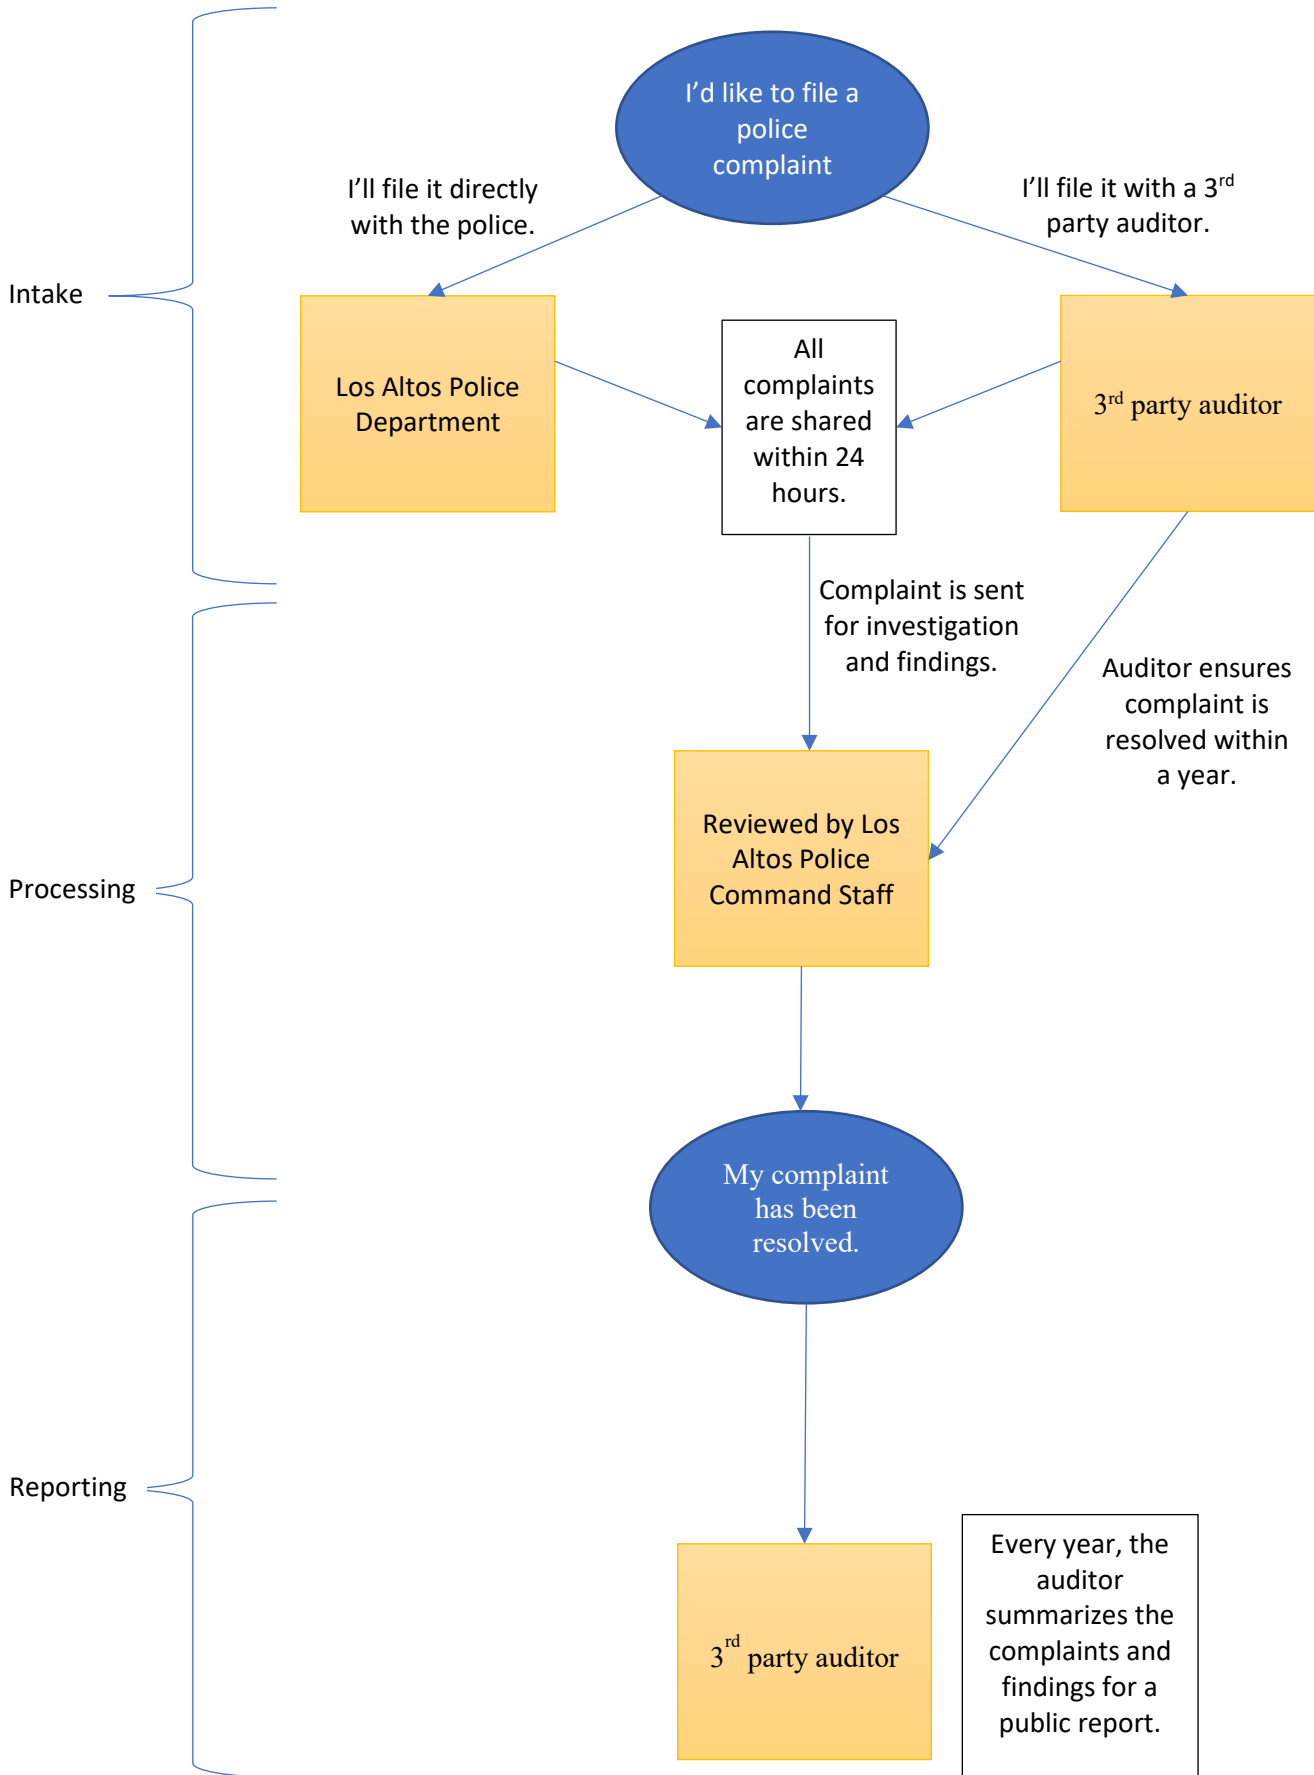 I’d like to file a
police
complaint
I’ll file it directly
with the police.
I’ll file it with a 3rd
party auditor.
Intake
Los Altos Police
Department
All
complaints
are shared
within 24
hours.
3rd party auditor
Complaint is sent
for investigation
and findings.
Auditor ensures
complaint is
resolved within
a year.
Processing
Reviewed by Los
Altos Police
Command Staff
My complaint
has been
resolved.
Reporting
3rd party auditor
Every year, the
auditor
summarizes the
complaints and
findings for a
public report.